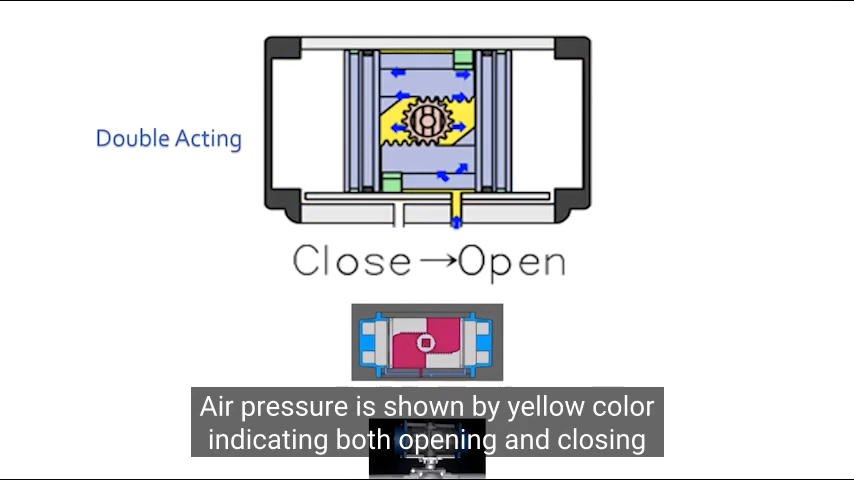 Double Acting
Close→Open
Air pressure is shown by yellow color
indicating both opening and closing